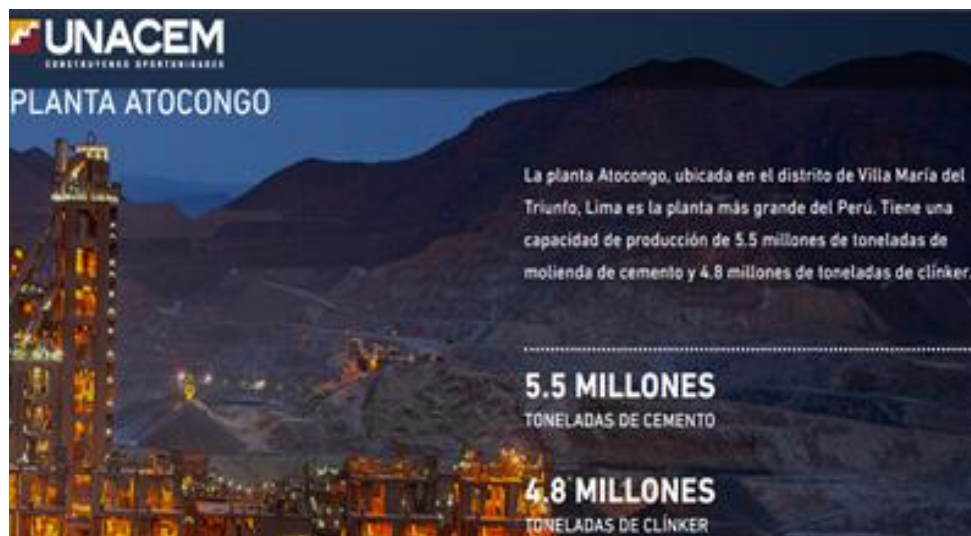 UNACEM
CONSTRUYENDO OPORTUNIDADES
PLANTA ATOCONGO
La planta Atocongo, ubicada en el distrito de Villa María del
Triunfo, Lima es la planta más grande del Perú. Tiene una
capacidad de producción de 5.5 millones de toneladas de
molienda de cemento y 4.8 millones de toneladas de clínker.
5.5 MILLONES
TONELADAS DE CEMENTO
4.8 MILLONES
TONELADAS DE CLÍNKER